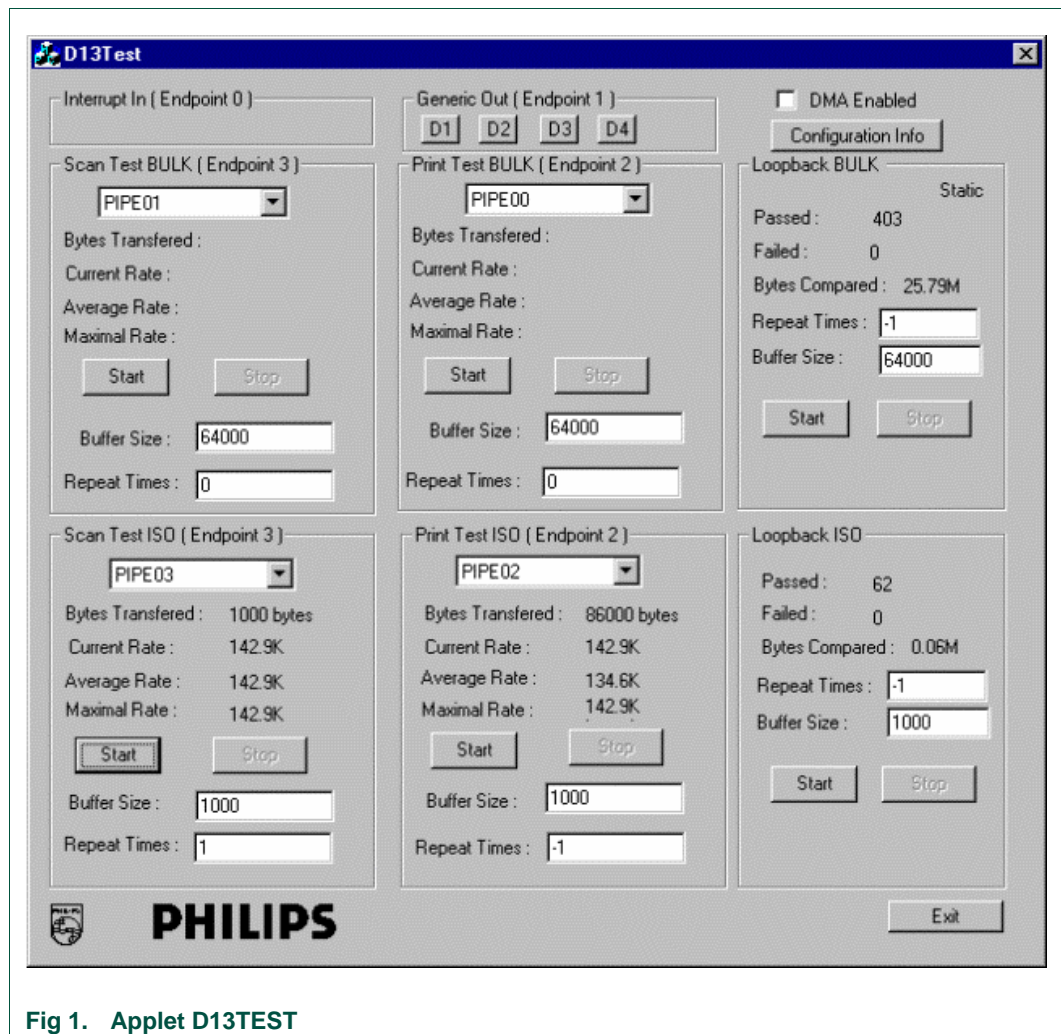 D13Test
Interrupt In ( Endpoint 0 )
Generic Out ( Endpoint 1 )
D1 D2 D3 D4
DMA Enabled
Configuration Info
Scan Test BULK ( Endpoint 3 )
PIPE01
Bytes Transfered :
Current Rate :
Average Rate :
Maximal Rate :
Start Stop
Buffer Size : 64000
Repeat Times : 0
Print Test BULK ( Endpoint 2 )
PIPE00
Bytes Transfered :
Current Rate :
Average Rate :
Maximal Rate :
Start Stop
Buffer Size : 64000
Repeat Times : 0
Loopback BULK
Static
Passed : 403
Failed : 0
Bytes Compared : 25.79M
Repeat Times : -1
Buffer Size : 64000
Start Stop
Scan Test ISO ( Endpoint 3 )
PIPE03
Bytes Transfered : 1000 bytes
Current Rate : 142.9K
Average Rate : 142.9K
Maximal Rate : 142.9K
Start Stop
Buffer Size : 1000
Repeat Times : 1
Print Test ISO ( Endpoint 2 )
PIPE02
Bytes Transfered : 86000 bytes
Current Rate : 142.9K
Average Rate : 134.6K
Maximal Rate : 142.9K
Start Stop
Buffer Size : 1000
Repeat Times : -1
Loopback ISO
Passed : 62
Failed : 0
Bytes Compared : 0.06M
Repeat Times : -1
Buffer Size : 1000
Start Stop
PHILIPS
Exit
Fig 1. Applet D13TEST